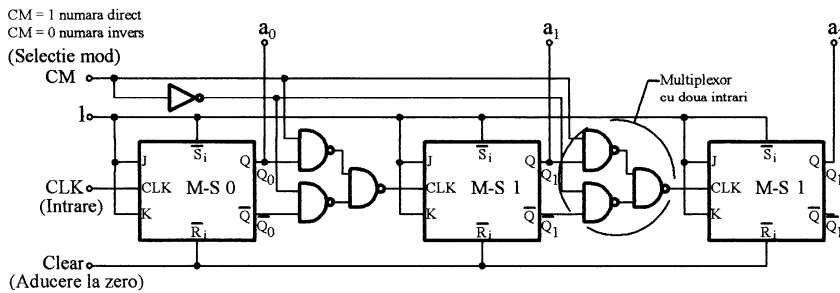 CM = 1 numara direct
CM = 0 numara invers
(Selectie mod)
CM
1
CLK
(Intrare)
Clear
(Aducere la zero)
a0
a1
Multiplexor
cu doua intrari
J
S̅i
Q
Q0
CLK
M-S 0
K
R̅i
Q̅
Q̅0
J
S̅i
Q
Q1
CLK
M-S 1
K
R̅i
Q̅
Q̅1
J
S̅i
Q
CLK
M-S 1
K
R̅i
Q̅